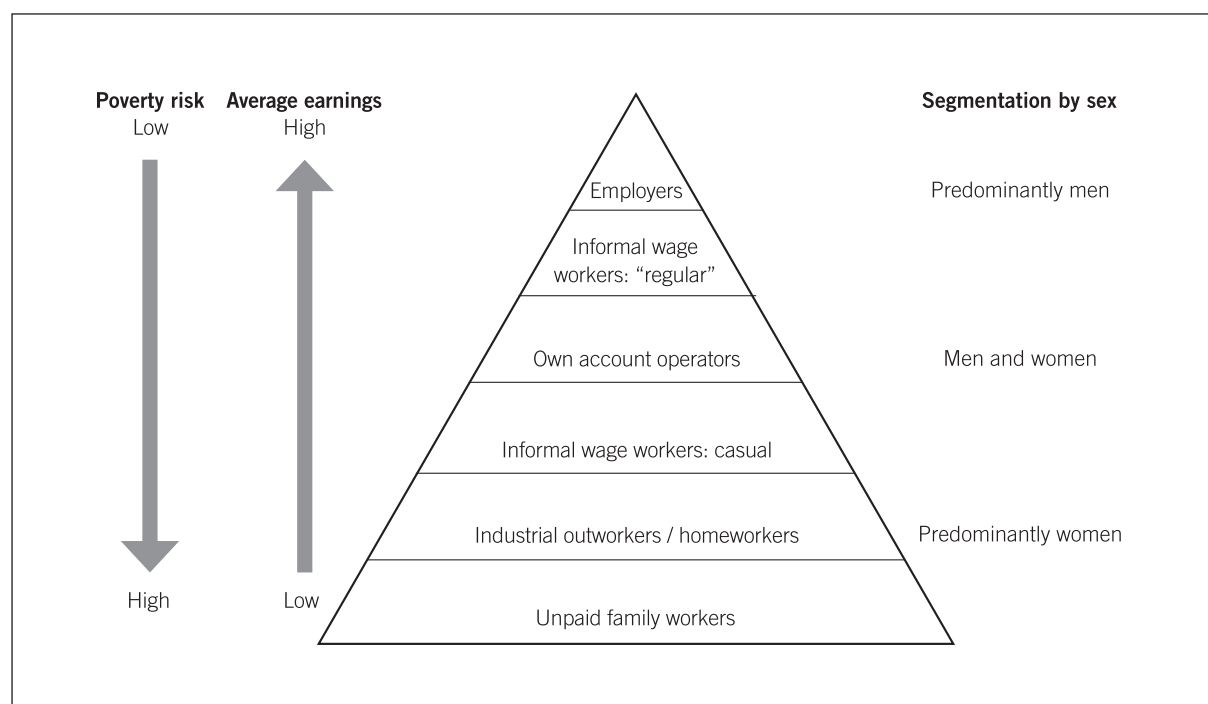 Poverty risk
Low
High
Average earnings
High
Low
Employers
Informal wage
workers: “regular”
Own account operators
Informal wage workers: casual
Industrial outworkers / homeworkers
Unpaid family workers
Segmentation by sex
Predominantly men
Men and women
Predominantly women